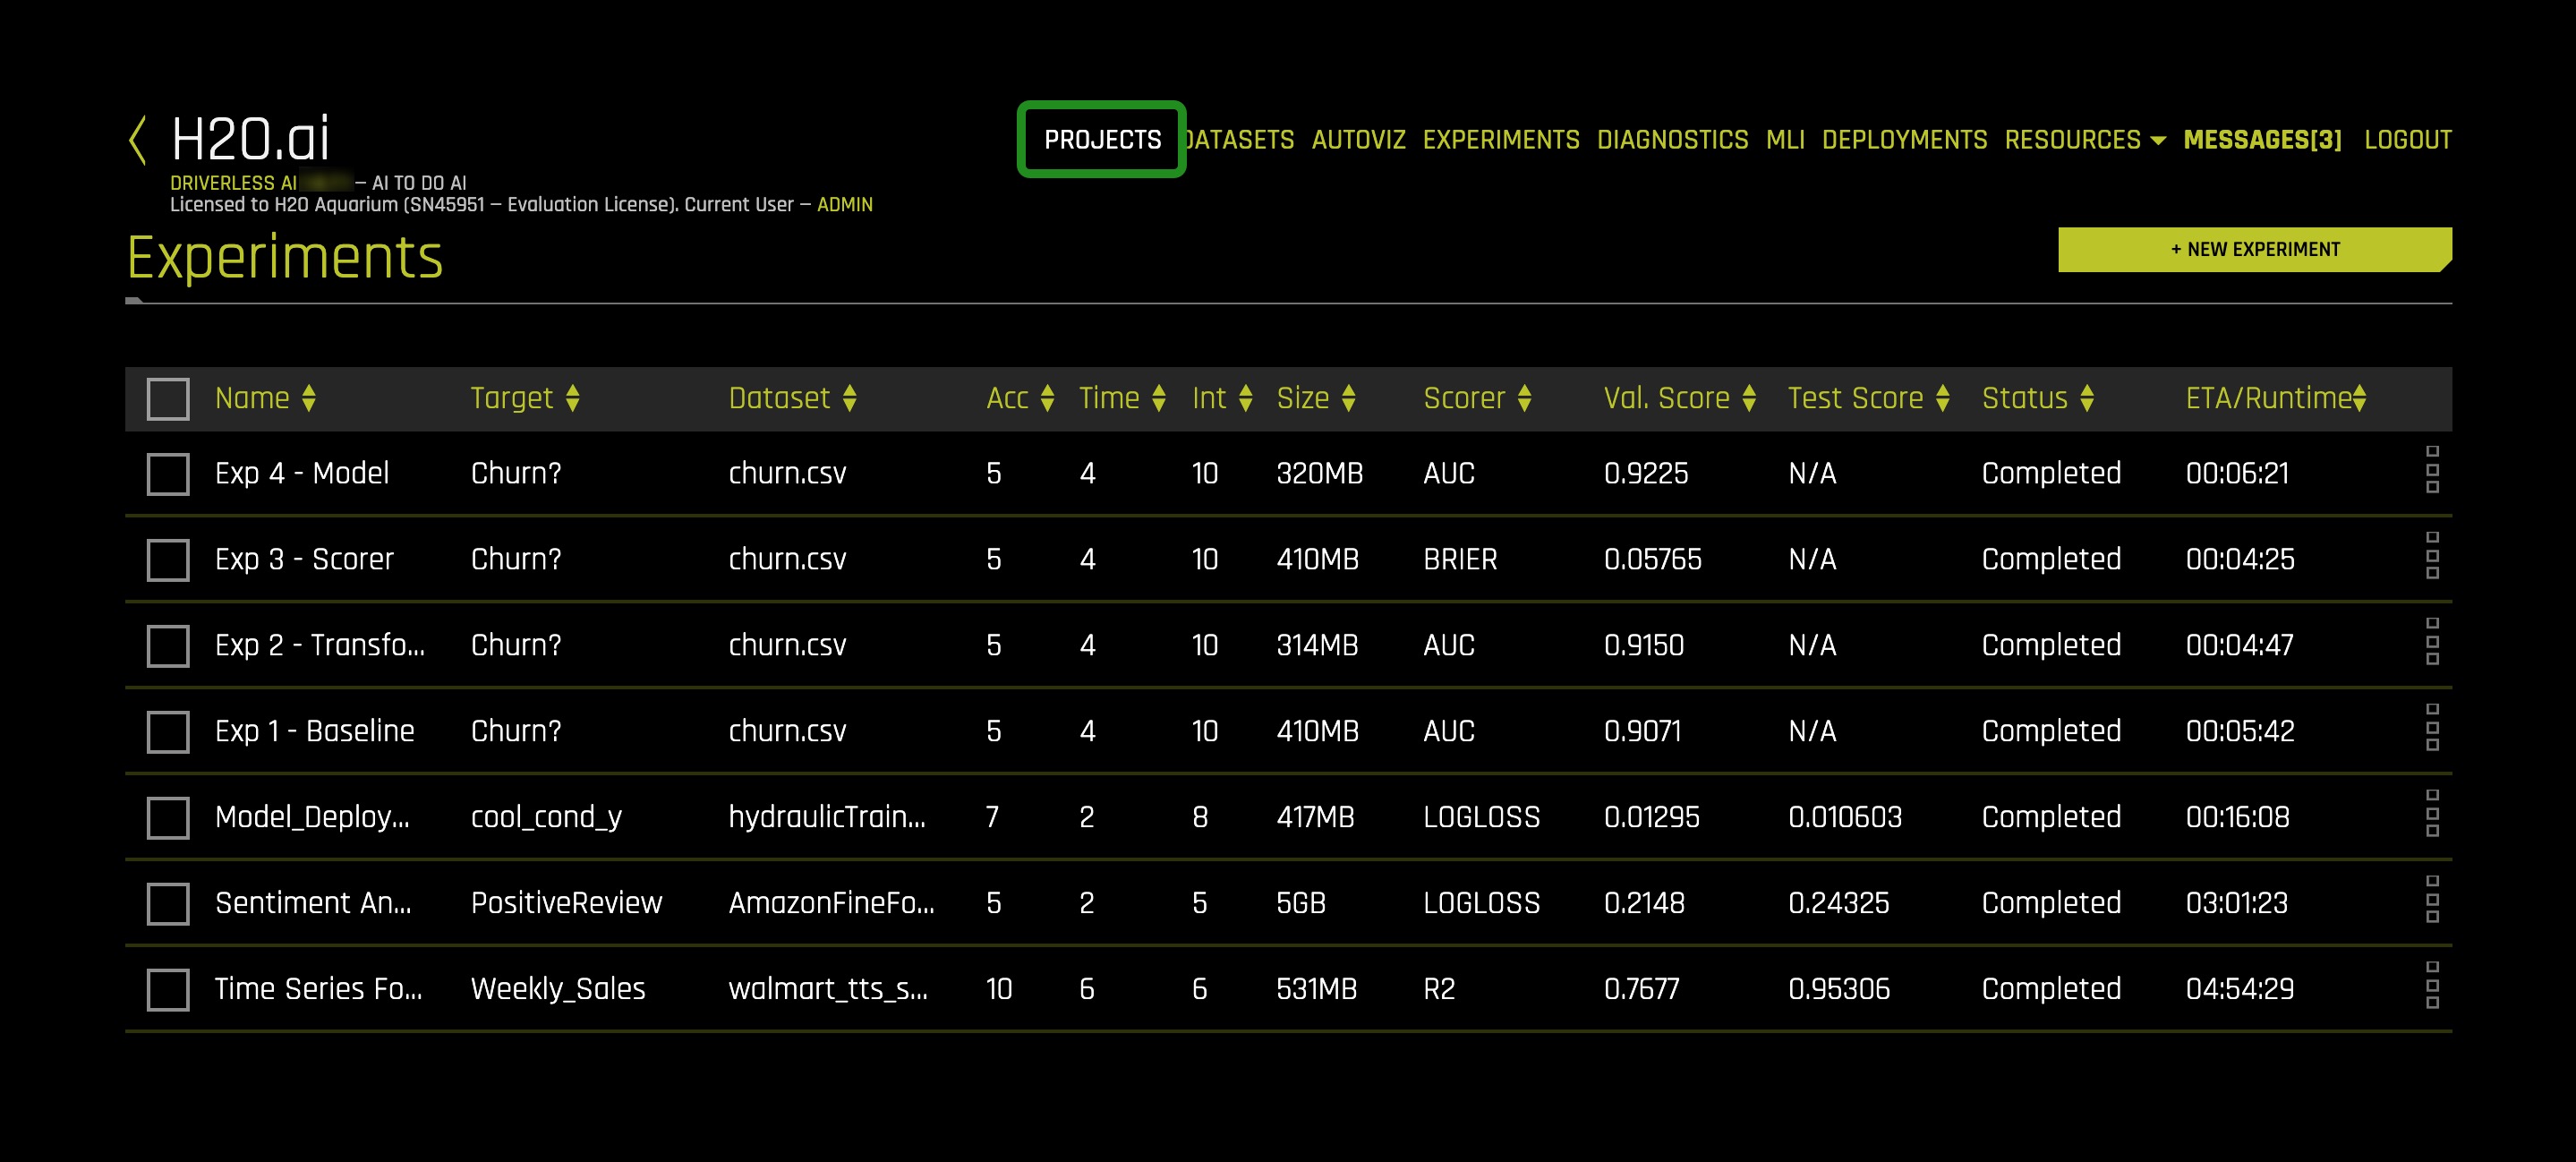 H2O.ai
PROJECTS DATASETS AUTOVIZ EXPERIMENTS DIAGNOSTICS MLI DEPLOYMENTS RESOURCES MESSAGES[3] LOGOUT
DRIVERLESS AI – AI TO DO AI
Licensed to H2O Aquarium (SN45951 – Evaluation License). Current User – ADMIN
Experiments
+ NEW EXPERIMENT
Name Target Dataset Acc Time Int Size Scorer Val. Score Test Score Status ETA/Runtime
Exp 4 - Model Churn? churn.csv 5 4 10 320MB AUC 0.9225 N/A Completed 00:06:21
Exp 3 - Scorer Churn? churn.csv 5 4 10 410MB BRIER 0.05765 N/A Completed 00:04:25
Exp 2 - Transfo... Churn? churn.csv 5 4 10 314MB AUC 0.9150 N/A Completed 00:04:47
Exp 1 - Baseline Churn? churn.csv 5 4 10 410MB AUC 0.9071 N/A Completed 00:05:42
Model_Deploy... cool_cond_y hydraulicTrain... 7 2 8 417MB LOGLOSS 0.01295 0.010603 Completed 00:16:08
Sentiment An... PositiveReview AmazonFineFo... 5 2 5 5GB LOGLOSS 0.2148 0.24325 Completed 03:01:23
Time Series Fo... Weekly_Sales walmart_tts_s... 10 6 6 531MB R2 0.7677 0.95306 Completed 04:54:29